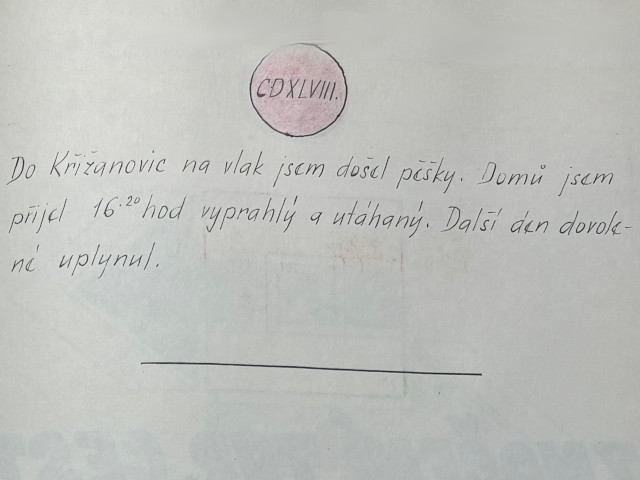 CDXLVIII.
Do Křižanovic na vlak jsem došel pěšky. Domů jsem
přijel 16.²⁰ hod vyprahlý a utáhaný. Další den dovole-
né uplynul.